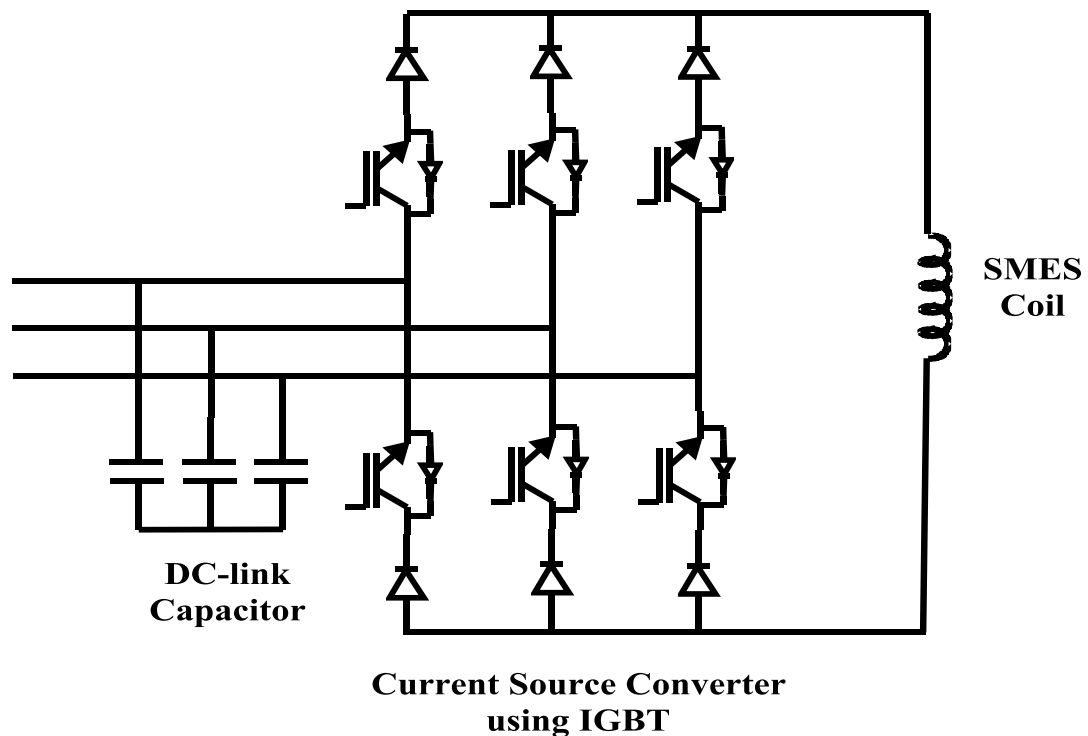 SMES
Coil
DC-link
Capacitor
Current Source Converter
using IGBT